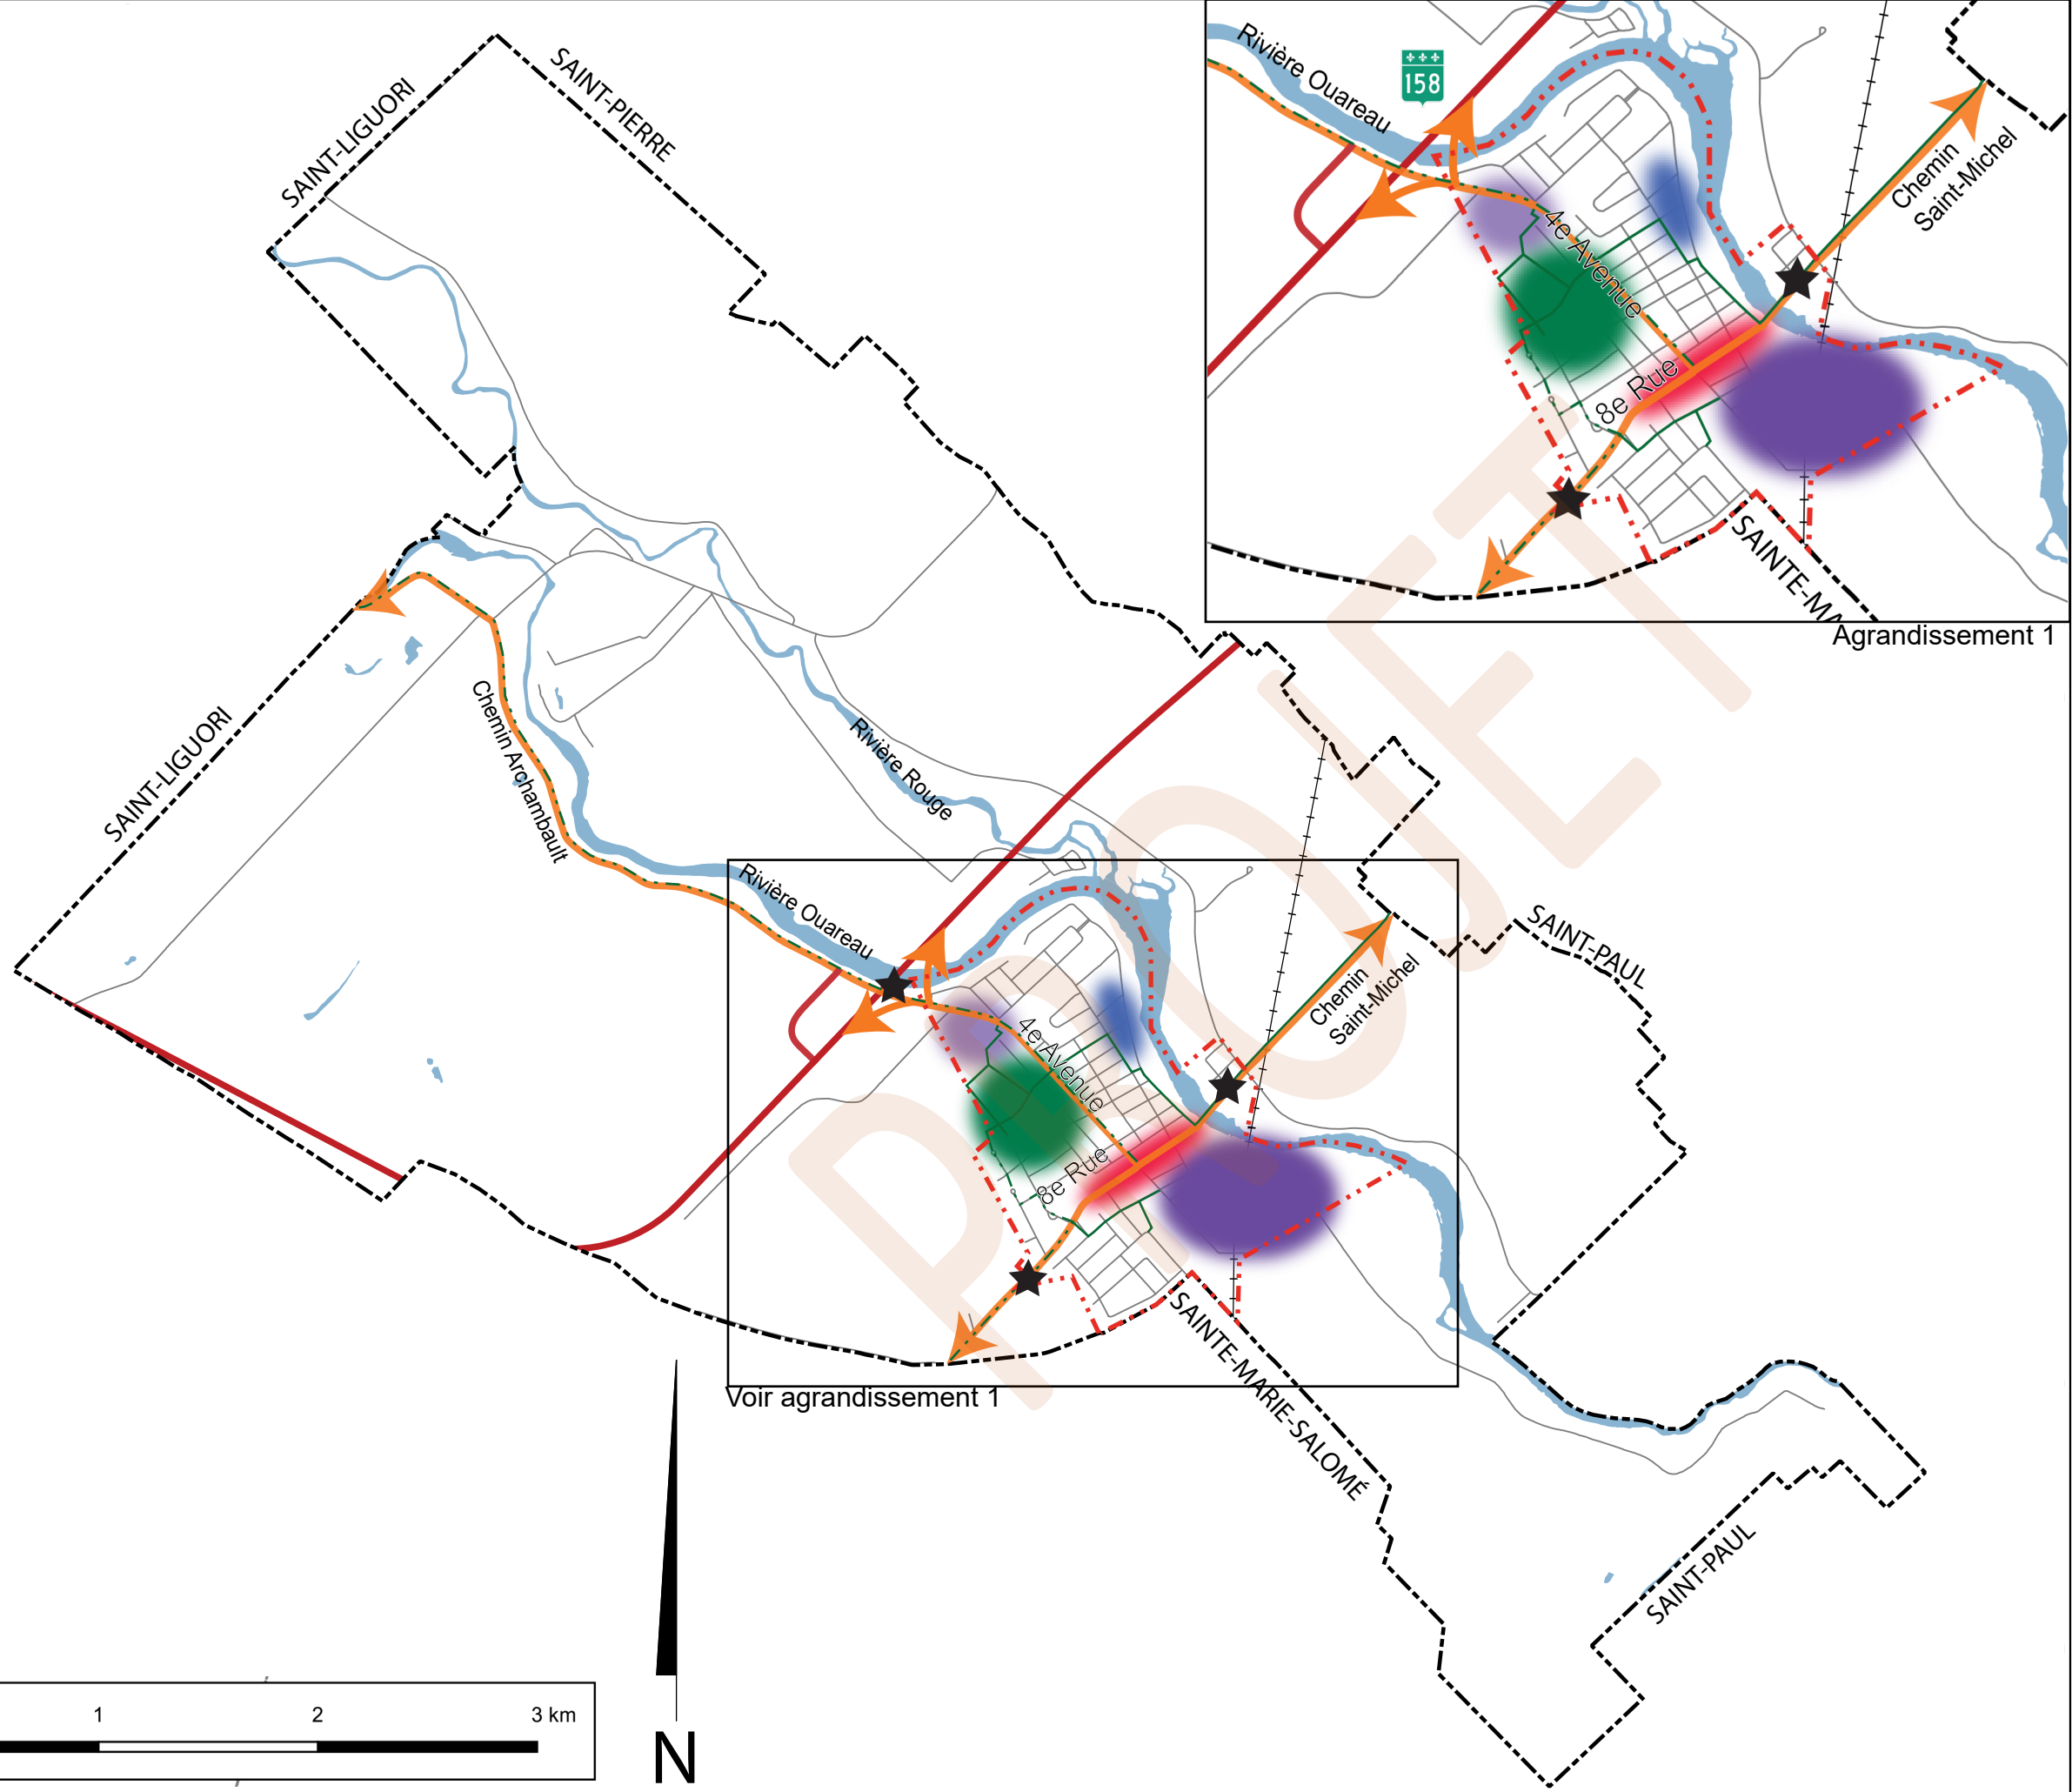 SAINT-LIGUORI
SAINT-PIERRE
Rivière Ouareau
158
4e Avenue
8e Rue
Chemin
Saint-Michel
SAINTE-MA
Agrandissement 1
SAINT-LIGUORI
Chemin Archambault
Rivière Rouge
Rivière Ouareau
4e Avenue
8e Rue
Chemin
Saint-Michel
SAINT-PAUL
SAINTE-MARIE-SALOMÉ
Voir agrandissement 1
SAINT-PAUL
PROJET
1 2 3 km
N